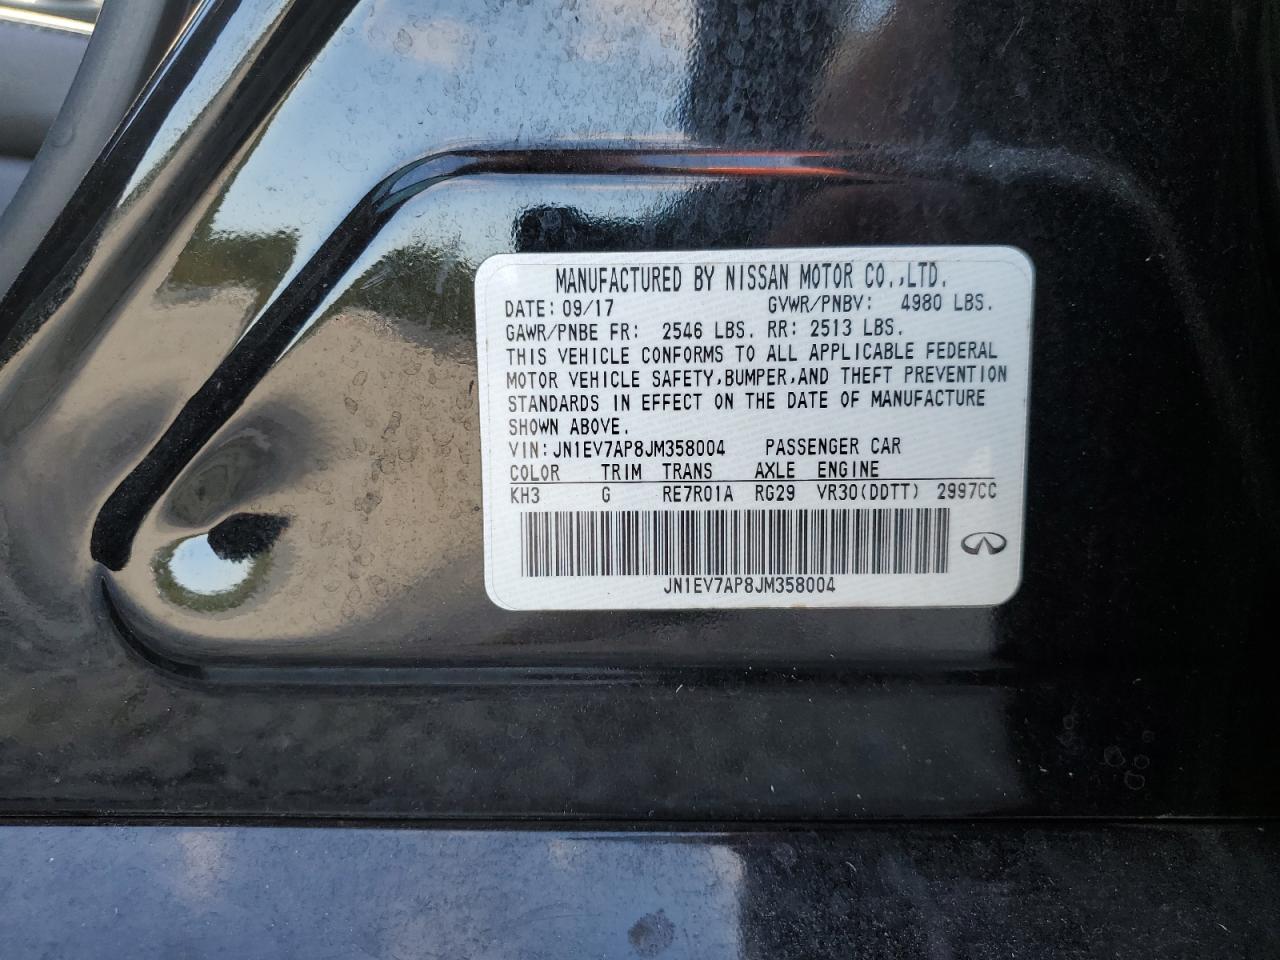 MANUFACTURED BY NISSAN MOTOR CO.,LTD.
DATE: 09/17 GVWR/PNBV: 4980 LBS.
GAWR/PNBE FR: 2546 LBS. RR: 2513 LBS.
THIS VEHICLE CONFORMS TO ALL APPLICABLE FEDERAL
MOTOR VEHICLE SAFETY,BUMPER,AND THEFT PREVENTION
STANDARDS IN EFFECT ON THE DATE OF MANUFACTURE
SHOWN ABOVE.
VIN:JN1EV7AP8JM358004 PASSENGER CAR
COLOR TRIM TRANS AXLE ENGINE
KH3 G RE7R01A RG29 VR30(DDTT) 2997CC
JN1EV7AP8JM358004